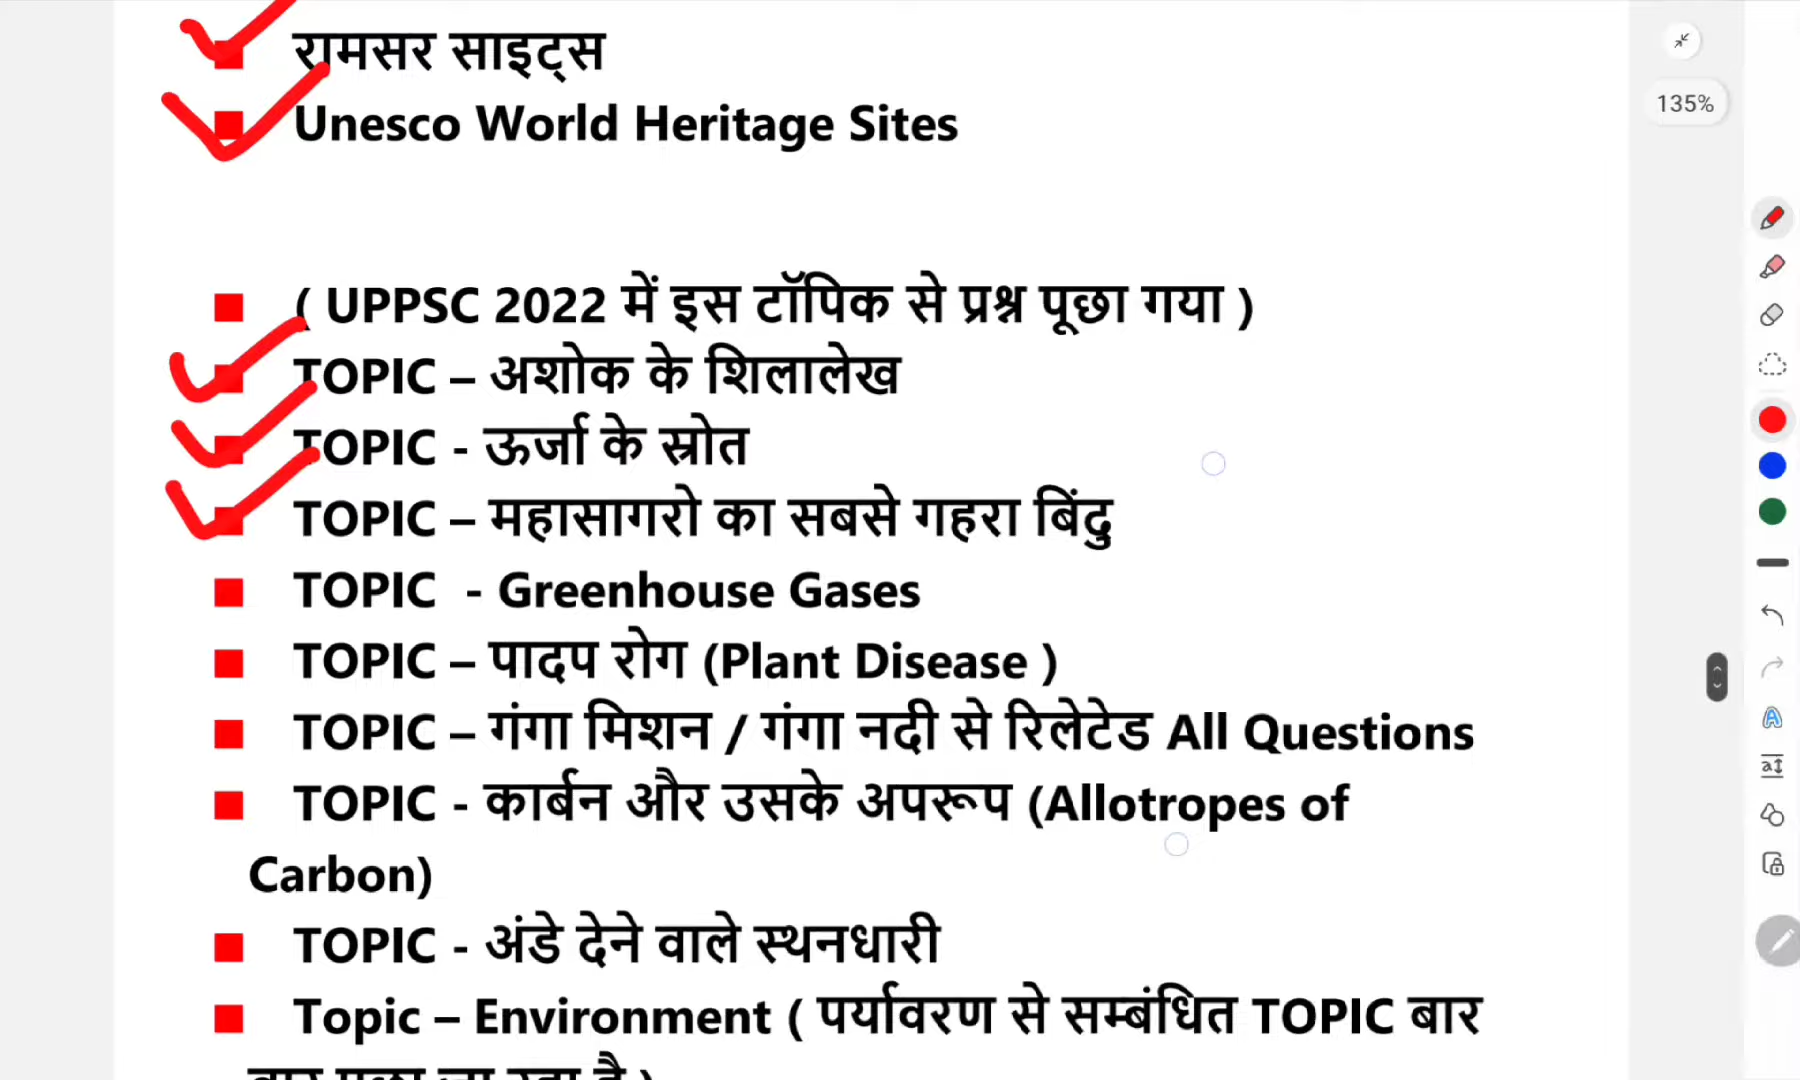 रामसर साइट्स
135%
Unesco World Heritage Sites
( UPPSC 2022 में इस टॉपिक से प्रश्न पूछा गया )
TOPIC – अशोक के शिलालेख
TOPIC - ऊर्जा के स्रोत
TOPIC – महासागरो का सबसे गहरा बिंदु
TOPIC - Greenhouse Gases
TOPIC – पादप रोग (Plant Disease )
TOPIC – गंगा मिशन / गंगा नदी से रिलेटेड All Questions
TOPIC - कार्बन और उसके अपरूप (Allotropes of
Carbon)
TOPIC - अंडे देने वाले स्थनधारी
Topic – Environment ( पर्यावरण से सम्बंधित TOPIC बार